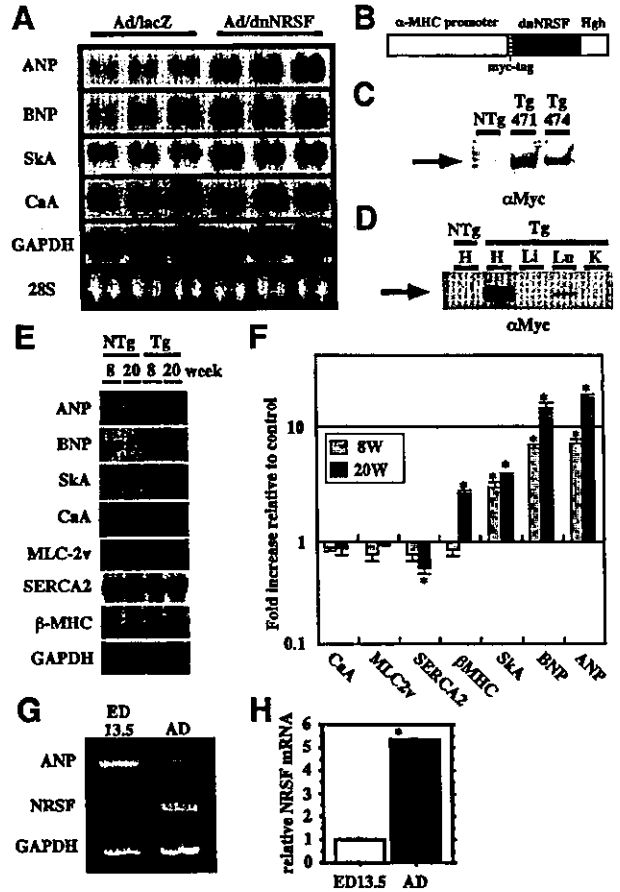 A
Ad/lacZ Ad/dnNRSF
ANP
BNP
SkA
CaA
GAPDH
28S
B
α-MHC promoter dnNRSF Hgh
myc-tag
C
NTg Tg 471 Tg 474
αMyc
D
NTg Tg
H H Li Lu K
αMyc
E
NTg Tg
8 20 8 20 week
ANP
BNP
SkA
CaA
MLC-2v
SERCA2
β-MHC
GAPDH
F
Fold increase relative to control
10
1
0.1
8W
20W
* * * * * * * *
CaA MLC2v SERCA2 βMHC SkA BNP ANP
G
ED 13.5 AD
ANP
NRSF
GAPDH
H
relative NRSF mRNA
6
5
4
3
2
1
0
*
ED13.5 AD